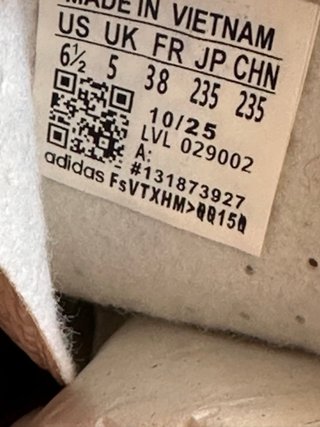 MADE IN VIETNAM
US UK FR JP CHN
6½ 5 38 235 235
10/25
LVL 029002
A:
#131873927
adidas FsVTXHM>QQ15Q